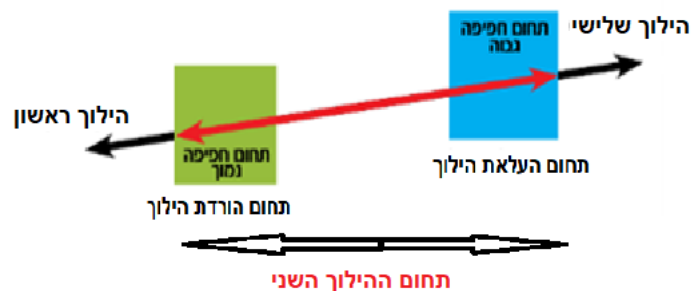 הילוך שלישי
תחום חפיפה
גבוה
הילוך ראשון
תחום חפיפה
נמוך
תחום העלאת הילוך
תחום הורדת הילוך
תחום ההילוך השני